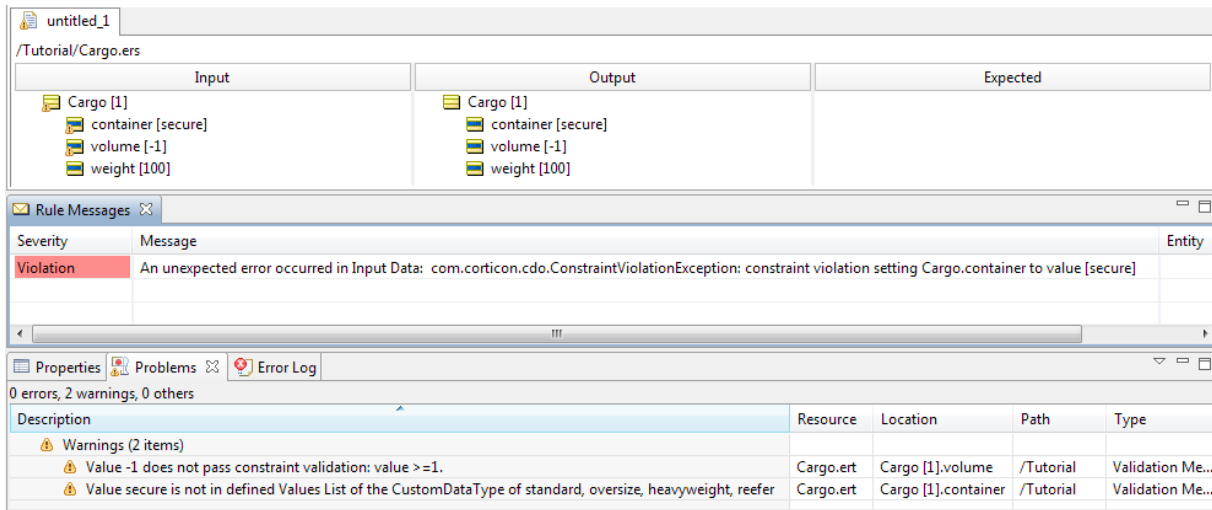 untitled_1
/Tutorial/Cargo.ers
Input Output Expected
Cargo [1] Cargo [1]
container [secure] container [secure]
volume [-1] volume [-1]
weight [100] weight [100]
Rule Messages
Severity Message Entity
Violation An unexpected error occurred in Input Data: com.corticon.cdo.ConstraintViolationException: constraint violation setting Cargo.container to value [secure]
Properties Problems Error Log
0 errors, 2 warnings, 0 others
Description Resource Location Path Type
Warnings (2 items)
Value -1 does not pass constraint validation: value >=1. Cargo.ert Cargo [1].volume /Tutorial Validation Me...
Value secure is not in defined Values List of the CustomDataType of standard, oversize, heavyweight, reefer Cargo.ert Cargo [1].container /Tutorial Validation Me...